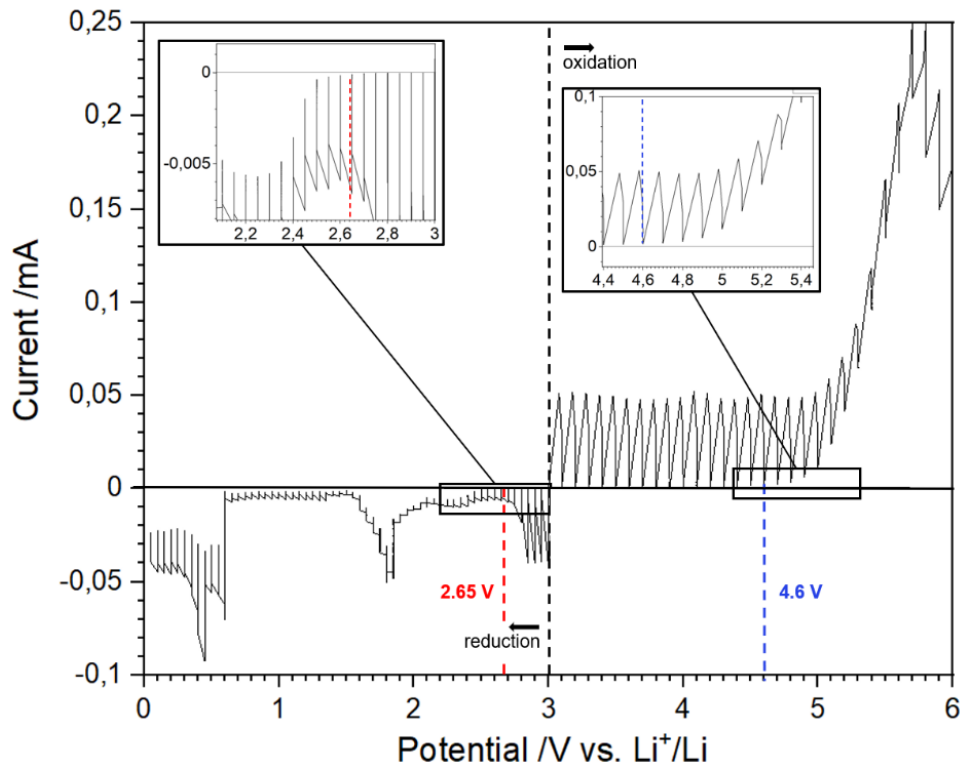 0,25
0,2
0,15
0,1
0,05
0
-0,05
-0,1
Current /mA
0
-0,005
2,2 2,4 2,6 2,8 3
oxidation
0,1
0,05
0
4,4 4,6 4,8 5 5,2 5,4
2.65 V
4.6 V
reduction
0 1 2 3 4 5 6
Potential /V vs. Li⁺/Li